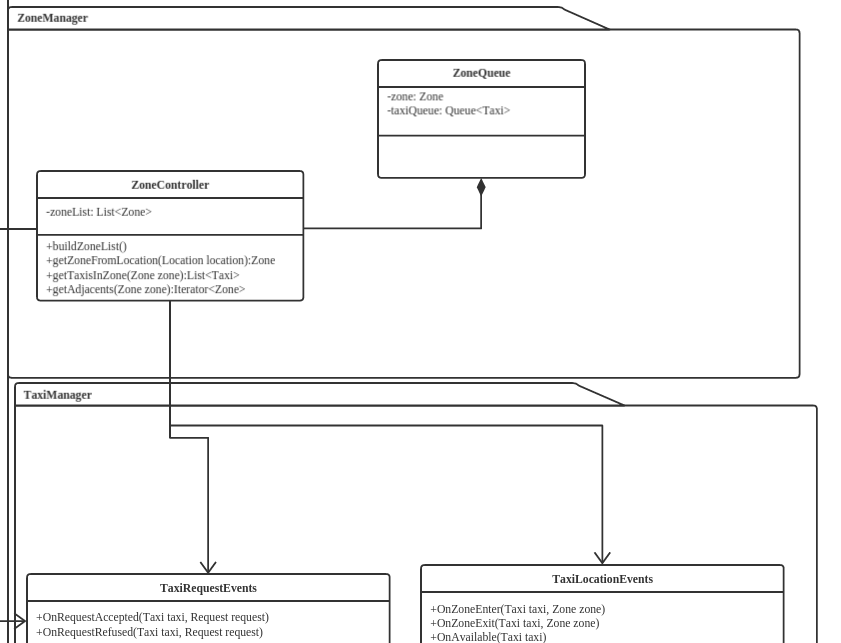 ZoneManager
ZoneQueue
-zone: Zone
-taxiQueue: Queue<Taxi>
ZoneController
-zoneList: List<Zone>
+buildZoneList()
+getZoneFromLocation(Location location):Zone
+getTaxisInZone(Zone zone):List<Taxi>
+getAdjacents(Zone zone):Iterator<Zone>
TaxiManager
TaxiRequestEvents
+OnRequestAccepted(Taxi taxi, Request request)
+OnRequestRefused(Taxi taxi, Request request)
TaxiLocationEvents
+OnZoneEnter(Taxi taxi, Zone zone)
+OnZoneExit(Taxi taxi, Zone zone)
+OnAvailable(Taxi taxi)